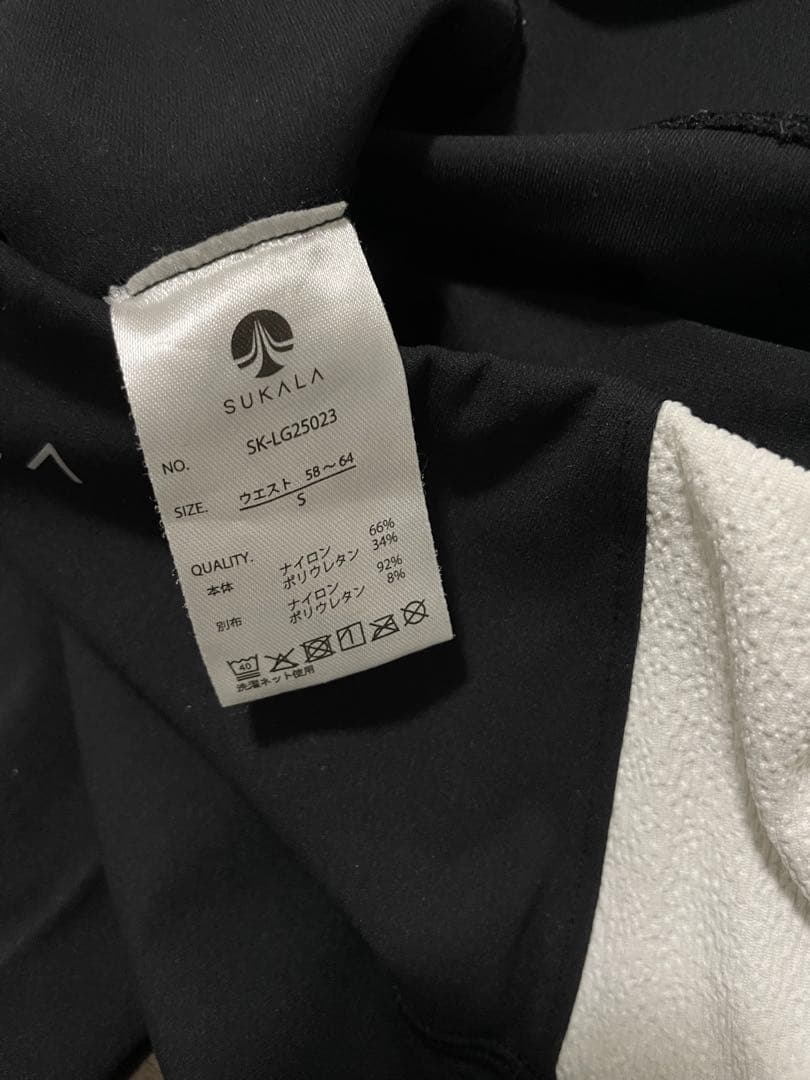 SUKALA
NO. SK-LG25023
SIZE. ウエスト 58～64
S
QUALITY.
本体 ナイロン 66%
ポリウレタン 34%
別布 ナイロン 92%
ポリウレタン 8%
40
洗濯ネット使用